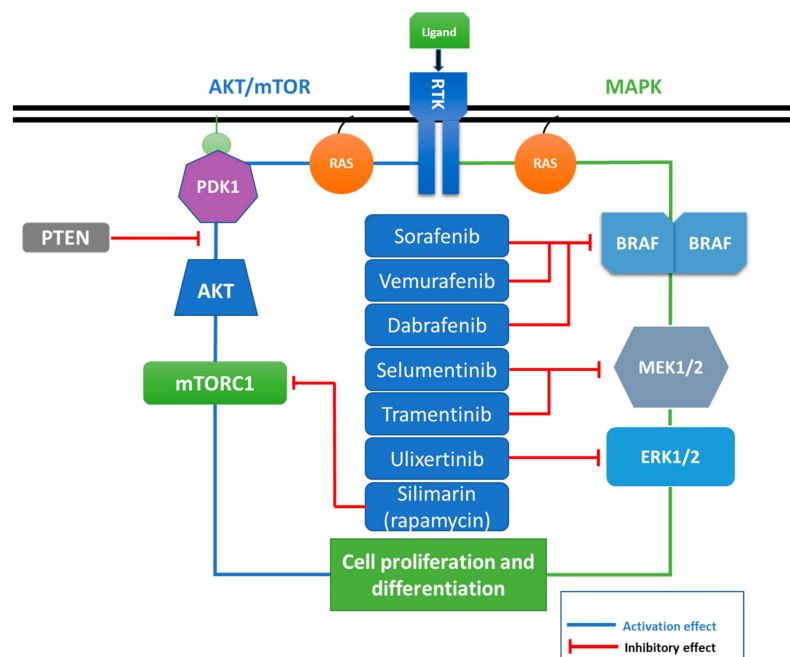 Ligand
AKT/mTOR
RTK
MAPK
RAS
RAS
PDK1
PTEN
Sorafenib
BRAF
BRAF
Vemurafenib
AKT
Dabrafenib
mTORC1
Selumentinib
MEK1/2
Tramentinib
Ulixertinib
ERK1/2
Silimarin
(rapamycin)
Cell proliferation and
differentiation
Activation effect
Inhibitory effect